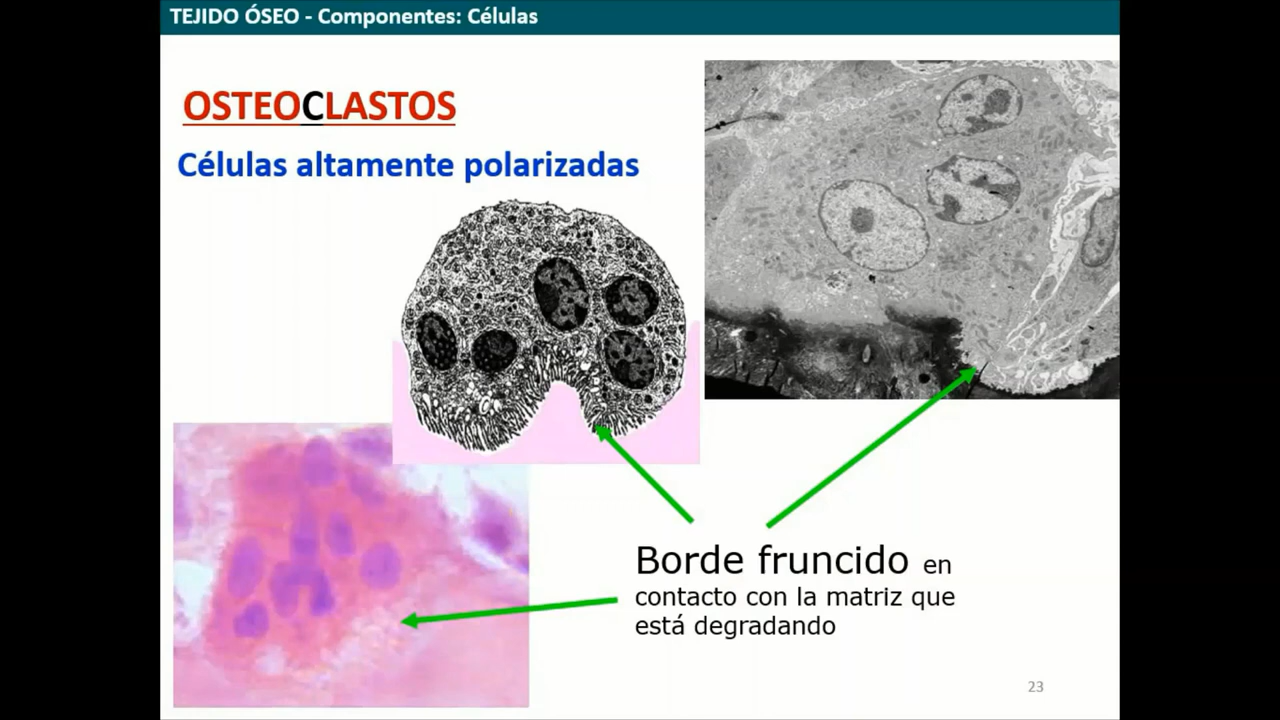 TEJIDO ÓSEO - Componentes: Células
OSTEOCLASTOS
Células altamente polarizadas
Borde fruncido en
contacto con la matriz que
está degradando
23